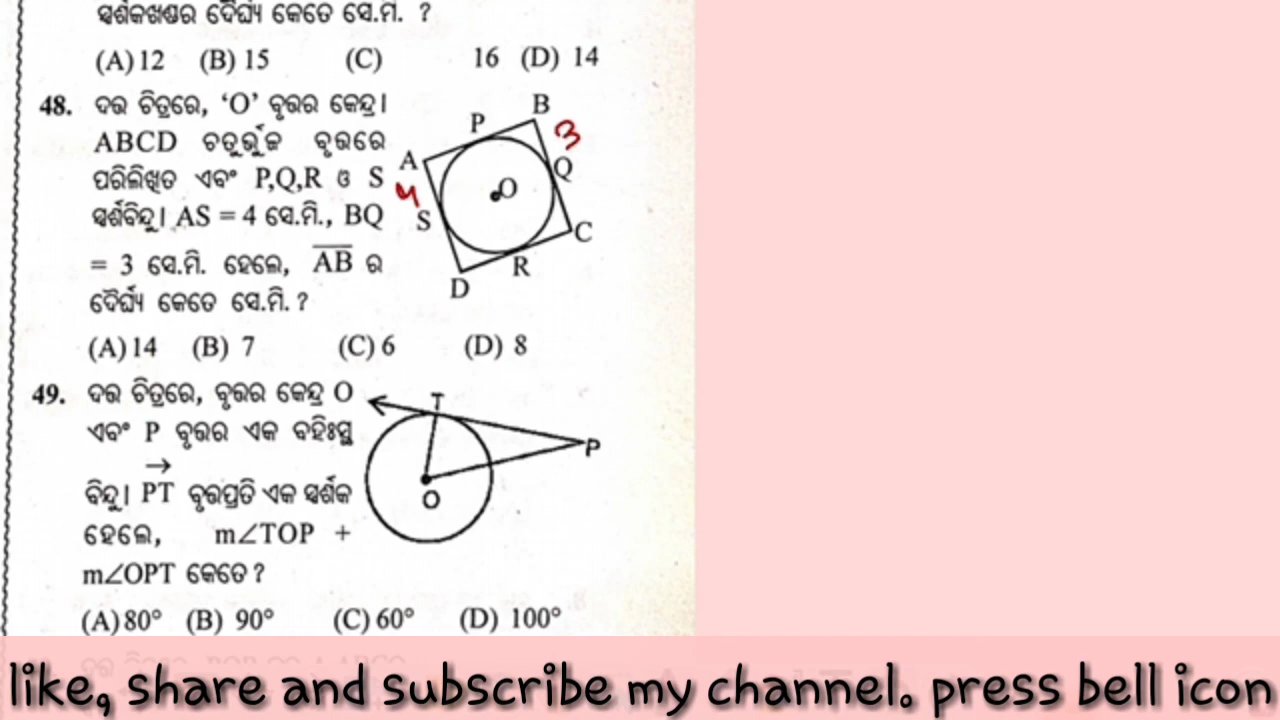 ସ୍ପର୍ଶକଖଣ୍ଡର ଦୈର୍ଘ୍ୟ କେତେ ସେ.ମି. ?
(A) 12 (B) 15 (C) 16 (D) 14
48. ଦତ୍ତ ଚିତ୍ରରେ, ‘O’ ବୃତ୍ତର କେନ୍ଦ୍ର।
ABCD ଚତୁର୍ଭୁଜ ବୃତ୍ତରେ
ପରିଲିଖିତ ଏବଂ P,Q,R ଓ S
ସ୍ପର୍ଶବିନ୍ଦୁ। AS = 4 ସେ.ମି., BQ
= 3 ସେ.ମି. ହେଲେ, AB ର
ଦୈର୍ଘ୍ୟ କେତେ ସେ.ମି. ?
B
P
3
A
Q
4
O
S
C
R
D
(A) 14 (B) 7 (C) 6 (D) 8
49. ଦତ୍ତ ଚିତ୍ରରେ, ବୃତ୍ତର କେନ୍ଦ୍ର O
ଏବଂ P ବୃତ୍ତର ଏକ ବହିଃସ୍ଥ
ବିନ୍ଦୁ। PT ବୃତ୍ତପ୍ରତି ଏକ ସ୍ପର୍ଶକ
ହେଲେ, m∠TOP +
m∠OPT କେତେ ?
T
P
O
(A) 80° (B) 90° (C) 60° (D) 100°
like, share and subscribe my channel. press bell icon